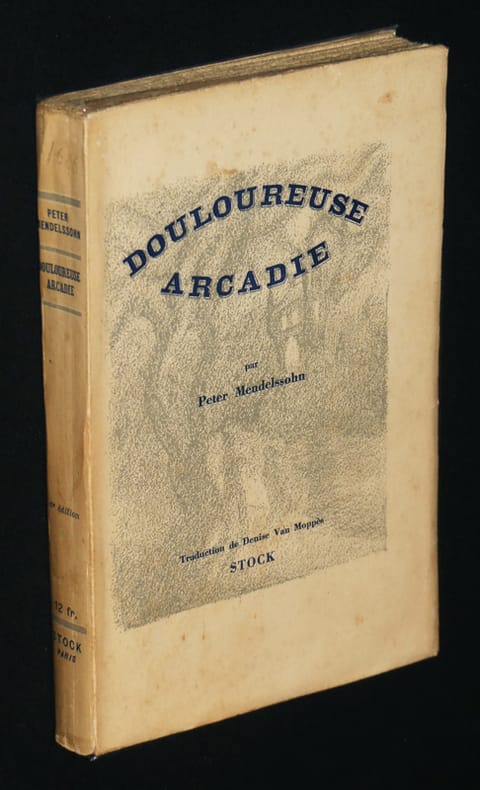 DOULOUREUSE
ARCADIE
par
Peter Mendelssohn
Traduction de Denise Van Moppès
STOCK
PETER
MENDELSSOHN
DOULOUREUSE
ARCADIE
édition
12 fr.
STOCK
PARIS